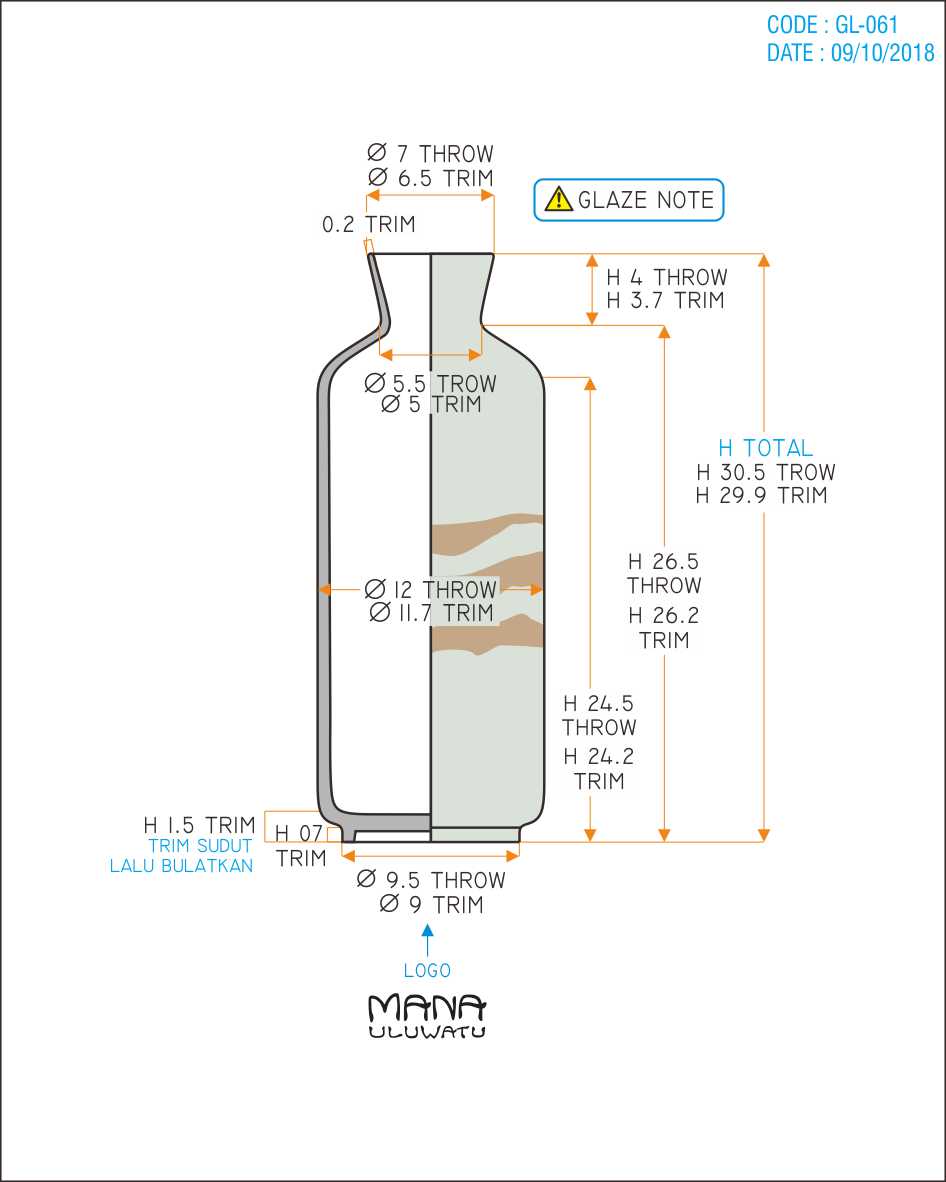 CODE : GL-061
DATE : 09/10/2018
Ø 7 THROW
Ø 6.5 TRIM
GLAZE NOTE
0.2 TRIM
H 4 THROW
H 3.7 TRIM
Ø 5.5 TROW
Ø 5 TRIM
H TOTAL
H 30.5 TROW
H 29.9 TRIM
H 26.5
THROW
H 26.2
TRIM
Ø 12 THROW
Ø 11.7 TRIM
H 24.5
THROW
H 24.2
TRIM
H 1.5 TRIM
TRIM SUDUT
LALU BULATKAN
H 07
TRIM
Ø 9.5 THROW
Ø 9 TRIM
LOGO
MANA
ULUWATU